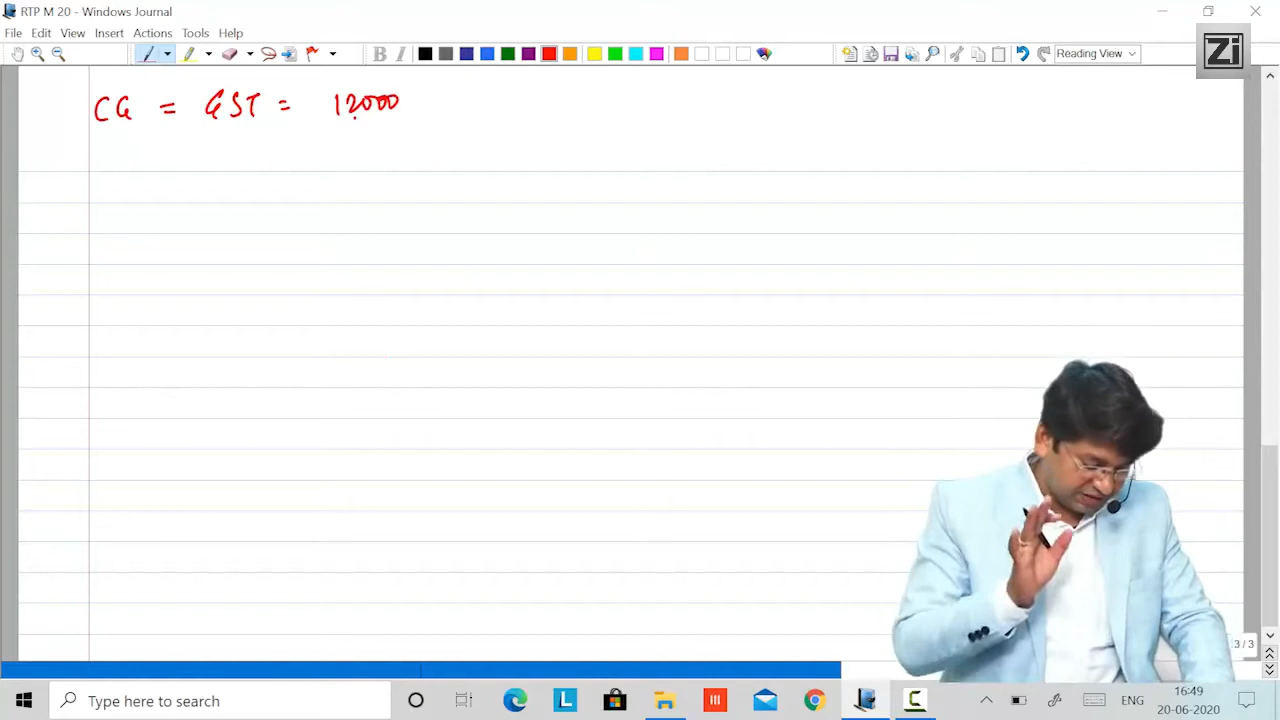 RTP M 20 - Windows Journal
File Edit View Insert Actions Tools Help
B I Reading View
Zi
CG = GST = 12000
3 / 3
Type here to search
L
C
ENG
16:49
20-06-2020